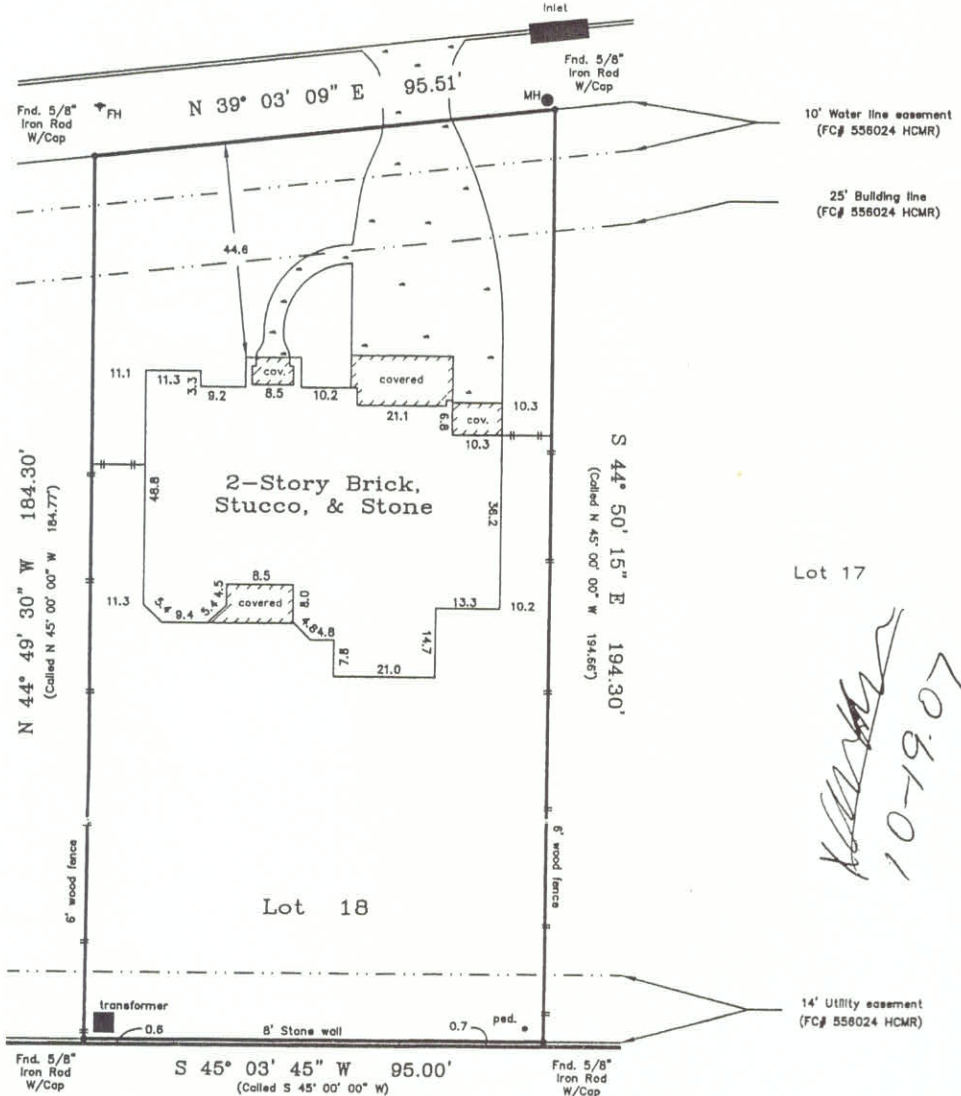 Inlet
Fnd. 5/8"
Iron Rod
W/Cap
FH
N 39° 03' 09" E 95.51'
MH
Fnd. 5/8"
Iron Rod
W/Cap
10' Water line easement
(FC# 556024 HCMR)
25' Building line
(FC# 556024 HCMR)
44.6
11.1
11.3
3.3
9.2
cov.
8.5
10.2
covered
21.1
6.8
cov.
10.3
10.3
2-Story Brick,
Stucco, & Stone
48.8
36.2
N 44° 49' 30" W 184.30'
(Called N 45° 00' 00" W 184.77')
S 44° 50' 15" E 194.30'
(Called N 45° 00' 00" W 194.66')
Lot 17
11.3
5.4
9.4
5.4
4.5
8.5
covered
8.0
4.8
4.8
7.8
21.0
14.7
13.3
10.2
10-19-07
6' wood fence
6' wood fence
Lot 18
transformer
0.6
8' Stone wall
0.7
ped.
14' Utility easement
(FC# 556024 HCMR)
Fnd. 5/8"
Iron Rod
W/Cap
S 45° 03' 45" W 95.00'
(Called S 45° 00' 00" W)
Fnd. 5/8"
Iron Rod
W/Cap